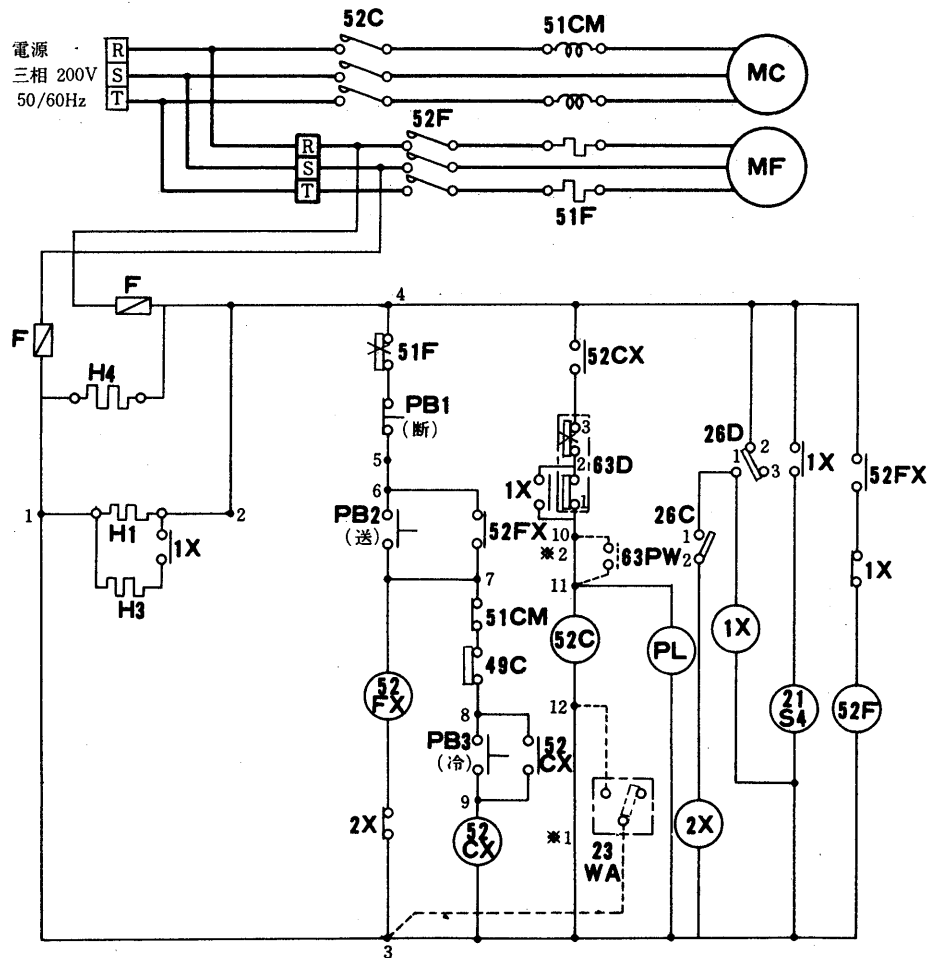 52C
51CM
電源
R
三相 200V
S
50/60Hz
T
MC
52F
R
S
T
MF
51F
F
4
F
H4
51F
PB1
(断)
5
6
PB2
(送)
52FX
7
52CX
3
2
63D
1X
1
10
※2
63PW
11
26D
2
1
3
1X
52FX
26C
1
2
1X
1
H1
2
1X
H3
51CM
49C
52C
PL
1X
52
FX
8
PB3
(冷)
52
CX
9
12
21
S4
52F
2X
52
CX
※1
23
WA
2X
3